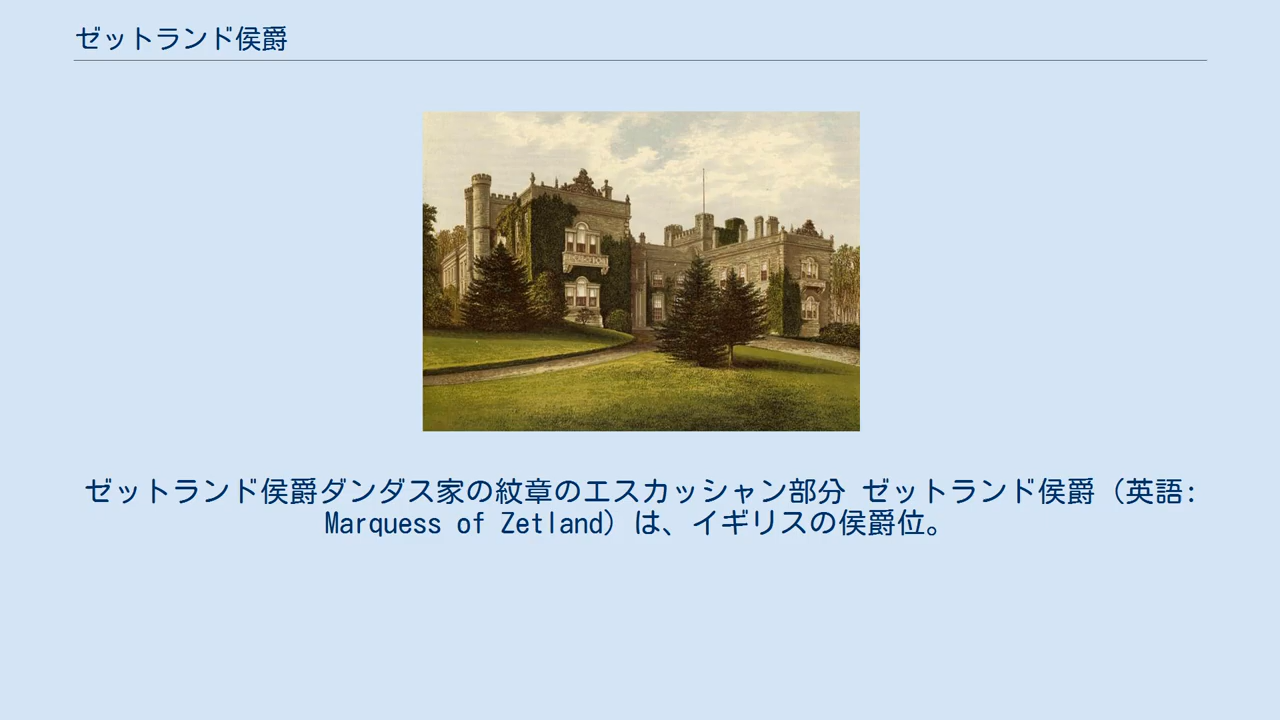 ゼットランド侯爵
ゼットランド侯爵ダンダス家の紋章のエスカッシャン部分 ゼットランド侯爵（英語:
Marquess of Zetland）は、イギリスの侯爵位。